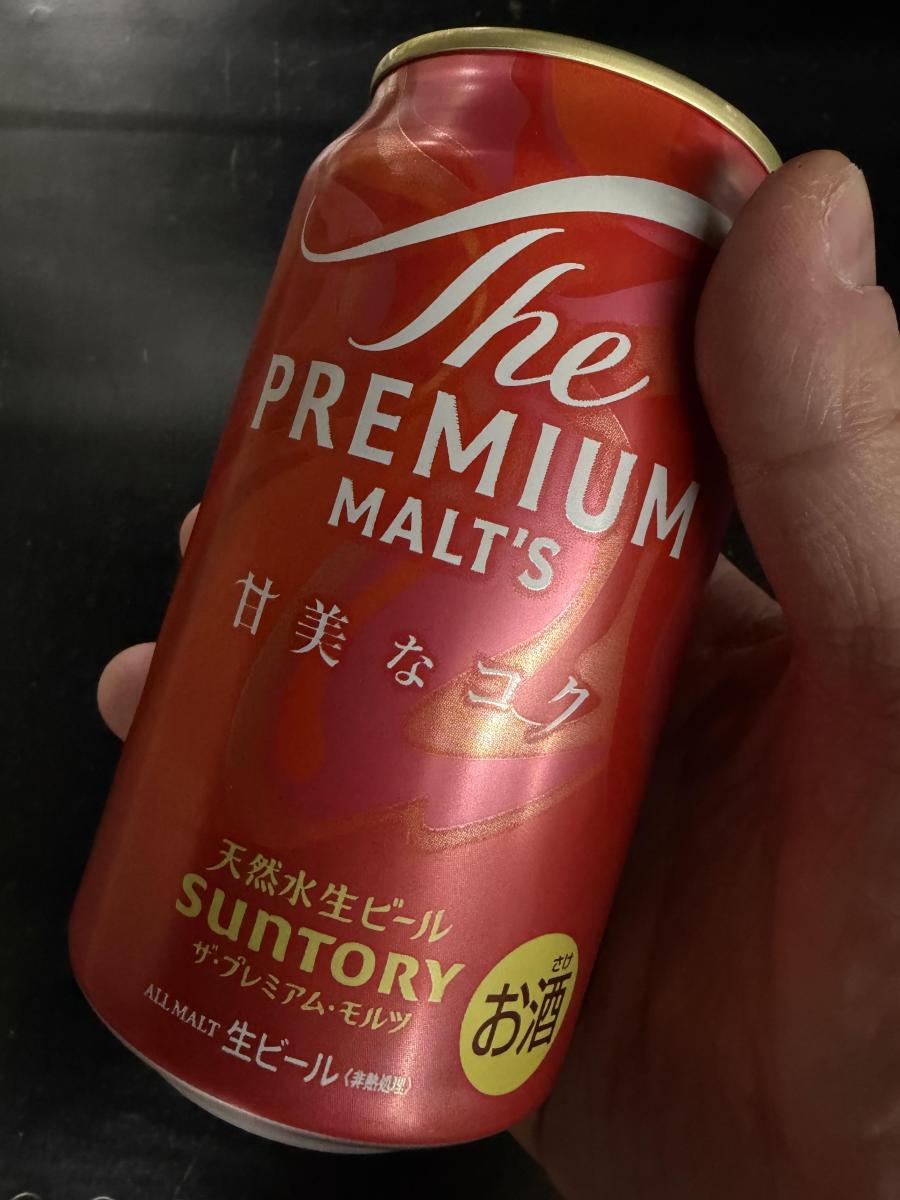 The
PREMIUM
MALT'S
甘美なコク
天然水生ビール
SUNTORY
ザ・プレミアム・モルツ
ALL MALT 生ビール〈非熱処理〉
さけ
お酒